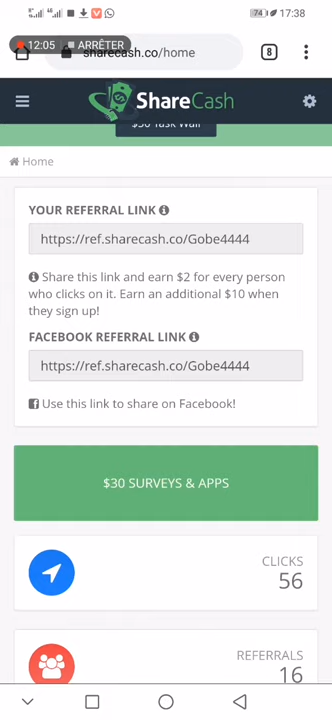 74 17:38
12:05 ARRÊTER
sharecash.co/home
8
ShareCash
$30 Task Wall
Home
YOUR REFERRAL LINK
https://ref.sharecash.co/Gobe4444
Share this link and earn $2 for every person
who clicks on it. Earn an additional $10 when
they sign up!
FACEBOOK REFERRAL LINK
https://ref.sharecash.co/Gobe4444
Use this link to share on Facebook!
$30 SURVEYS & APPS
CLICKS
56
REFERRALS
16